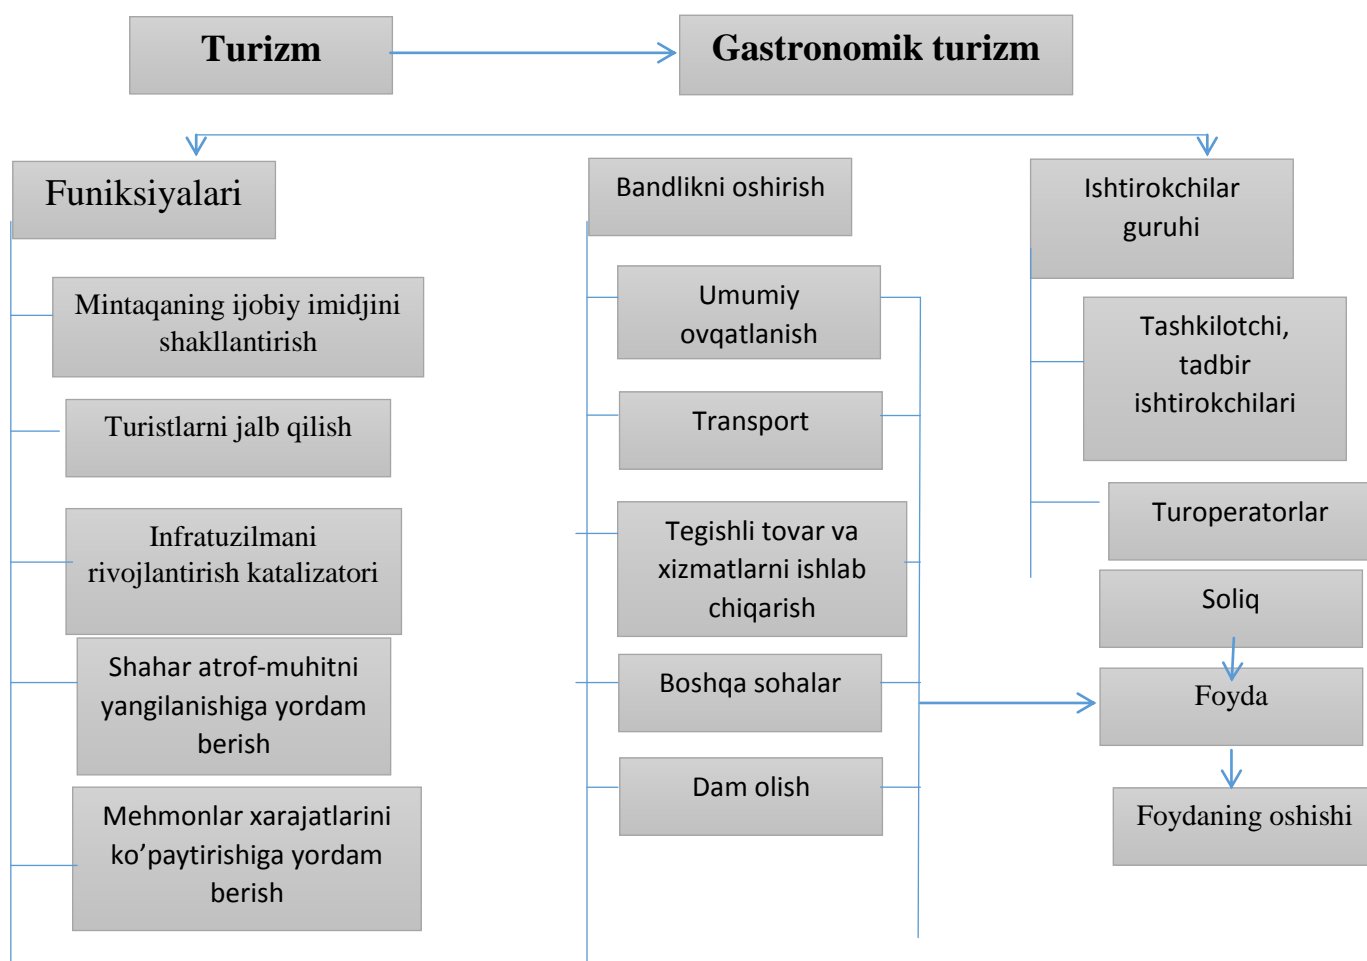 Turizm
Gastronomik turizm
Funiksiyalari
Mintaqaning ijobiy imidjini
shakllantirish
Turistlarni jalb qilish
Infratuzilmani
rivojlantirish katalizatori
Shahar atrof-muhitni
yangilanishiga yordam
berish
Mehmonlar xarajatlarini
ko’paytirishiga yordam
berish
Bandlikni oshirish
Umumiy
ovqatlanish
Transport
Tegishli tovar va
xizmatlarni ishlab
chiqarish
Boshqa sohalar
Dam olish
Ishtirokchilar
guruhi
Tashkilotchi,
tadbir
ishtirokchilari
Turoperatorlar
Soliq
Foyda
Foydaning oshishi